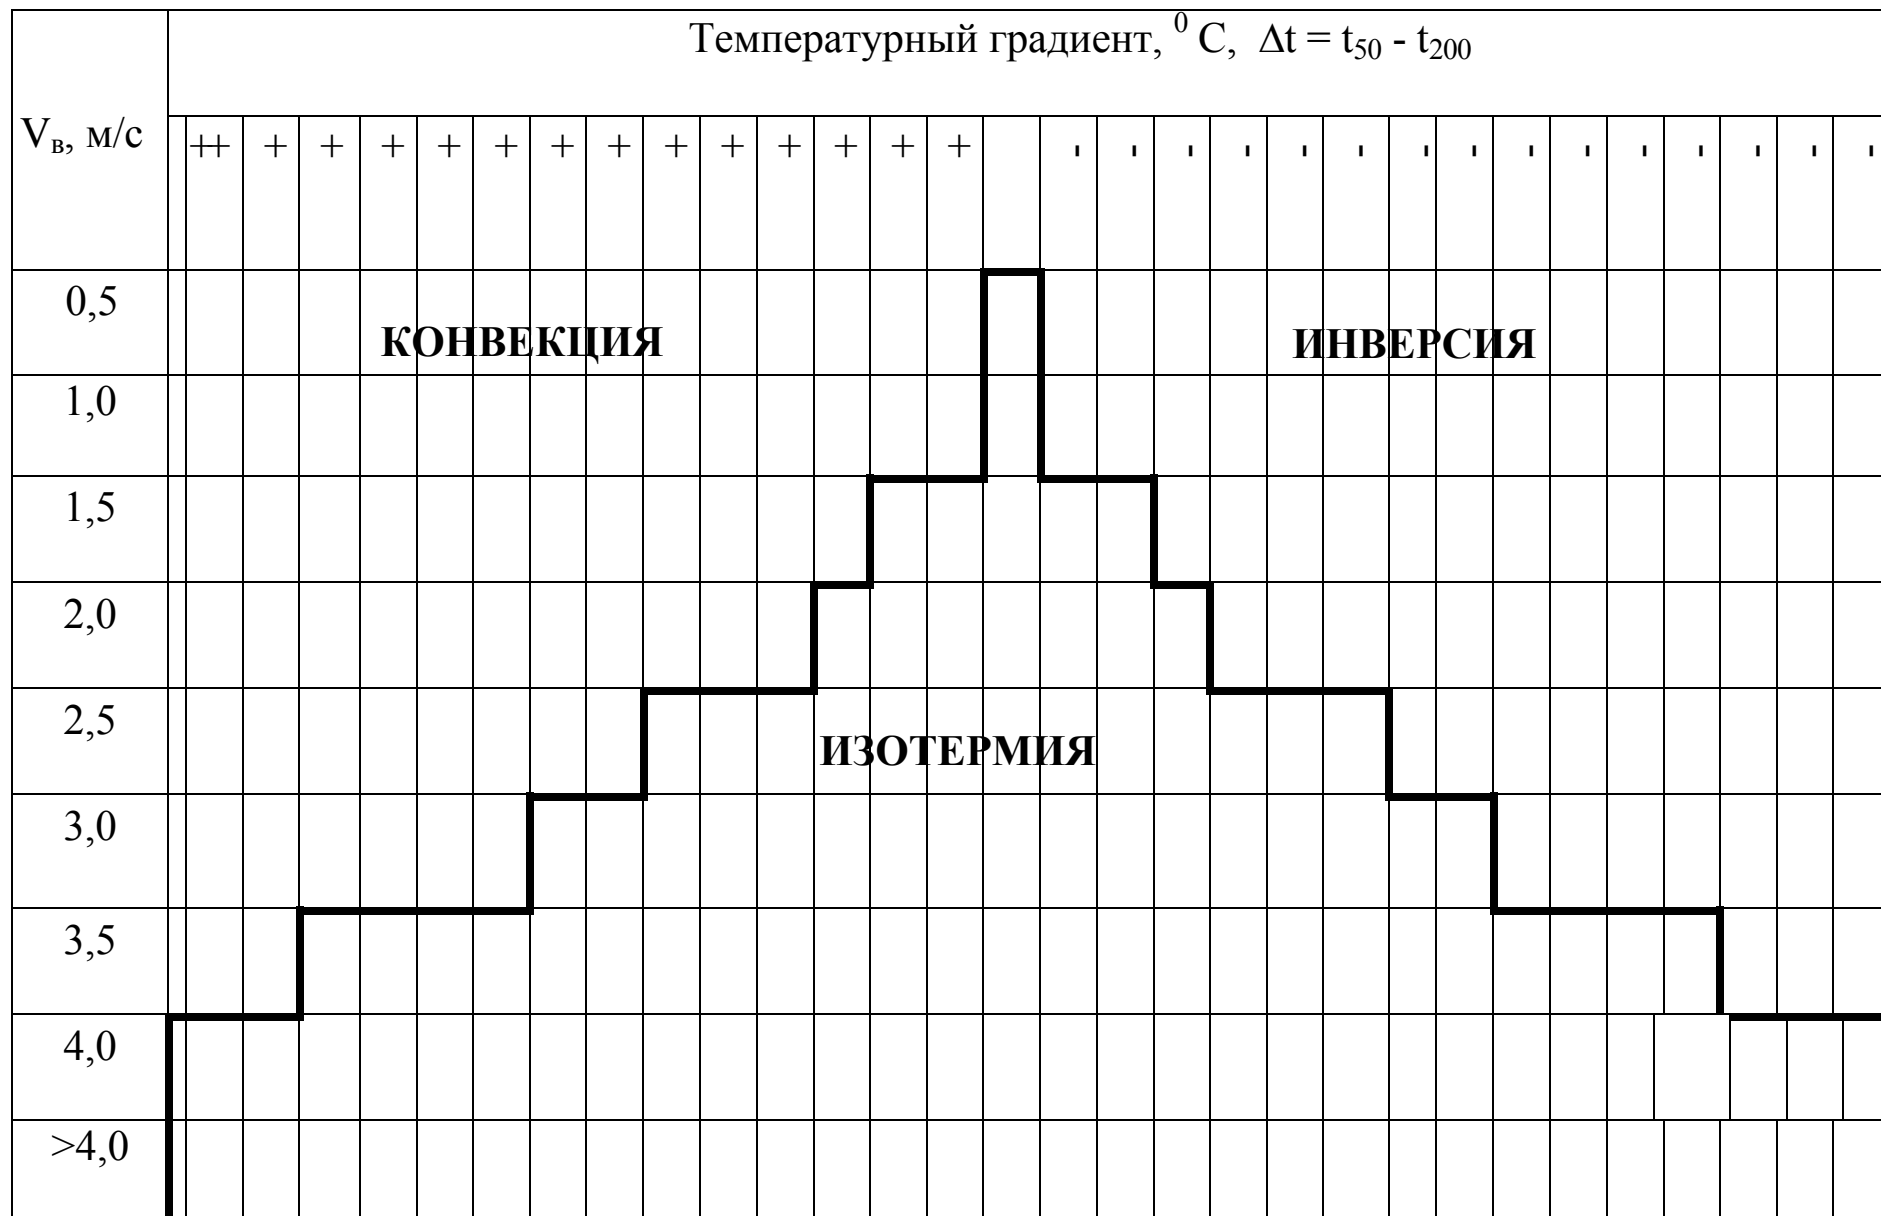 Температурный градиент, ⁰ С, Δt = t₅₀ - t₂₀₀
Vв, м/с
++ + + + + + + + + + + + + + - - - - - - - - - - - - - - -
0,5
КОНВЕКЦИЯ ИНВЕРСИЯ
1,0
1,5
2,0
2,5
ИЗОТЕРМИЯ
3,0
3,5
4,0
>4,0